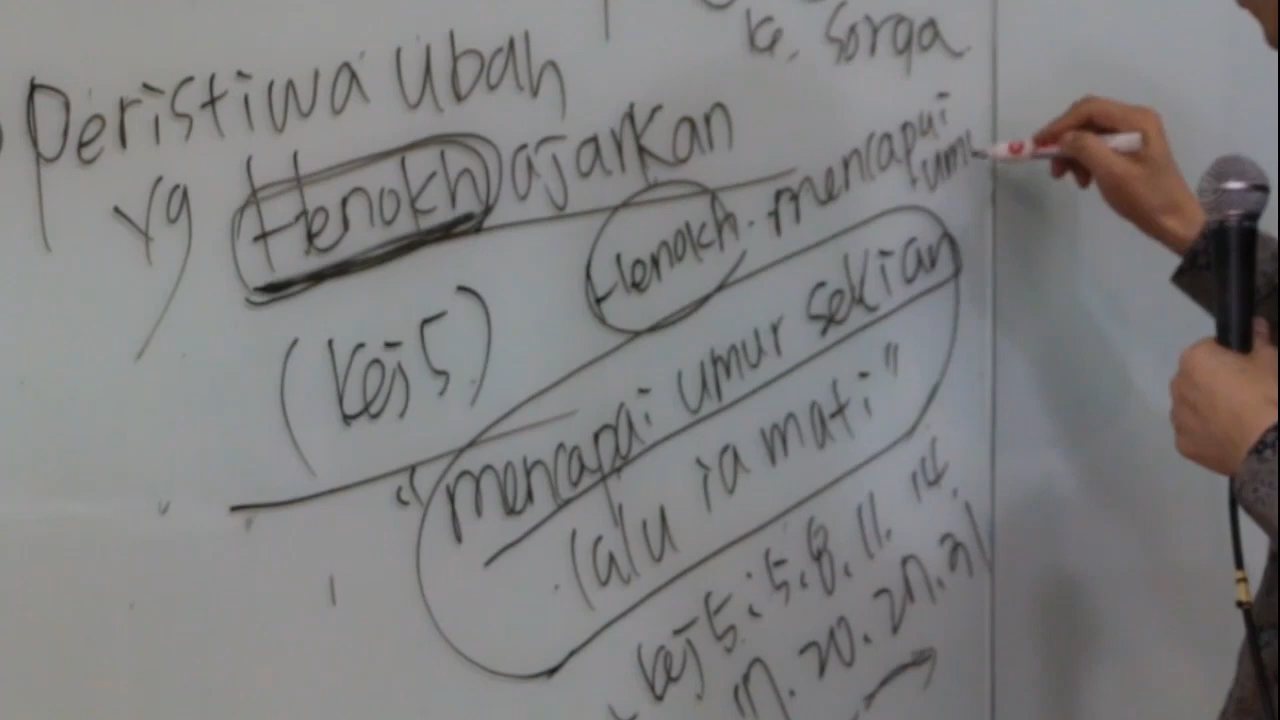 ke. Sorga
Peristiwa Ubah
yg Henokh ajarkan
Henokh. mencapai
umu
(Kej 5)
"mencapai umur sekian
lalu ia mati"
Kej 5:5.8.11.14.
17.20.27.31